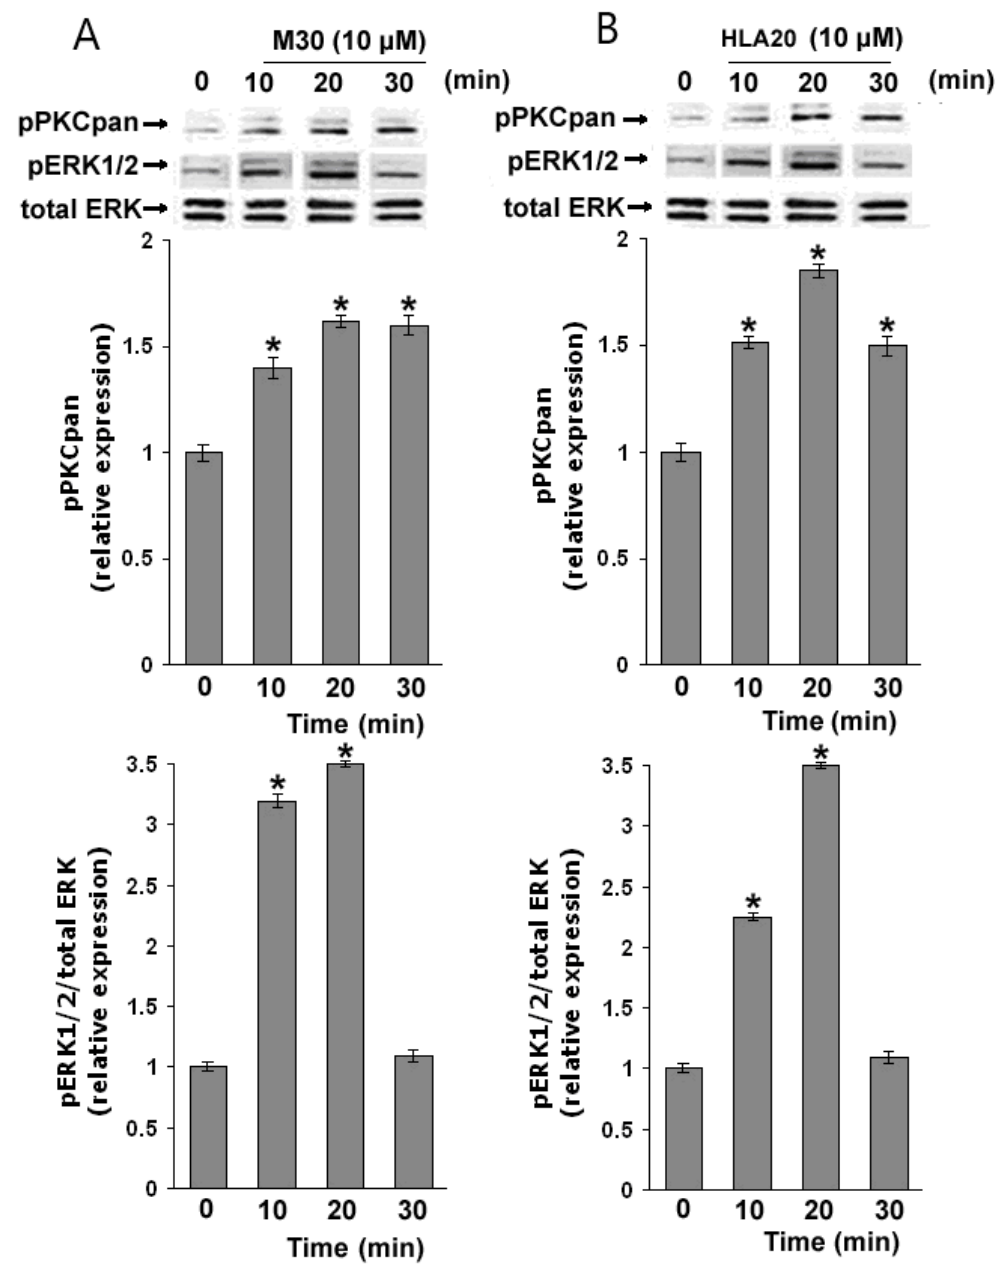 A
M30 (10 µM)
0 10 20 30 (min)
pPKCpan
pERK1/2
total ERK
2
1.5
1
0.5
0
pPKCpan
(relative expression)
* * *
0 10 20 30
Time (min)
3.5
3
2.5
2
1.5
1
0.5
0
pERK1/2/total ERK
(relative expression)
* *
0 10 20 30
Time (min)
B
HLA20 (10 µM)
0 10 20 30 (min)
pPKCpan
pERK1/2
total ERK
2
1.5
1
0.5
0
pPKCpan
(relative expression)
* * *
0 10 20 30
Time (min)
3.5
3
2.5
2
1.5
1
0.5
0
pERK1/2/total ERK
(relative expression)
* *
0 10 20 30
Time (min)